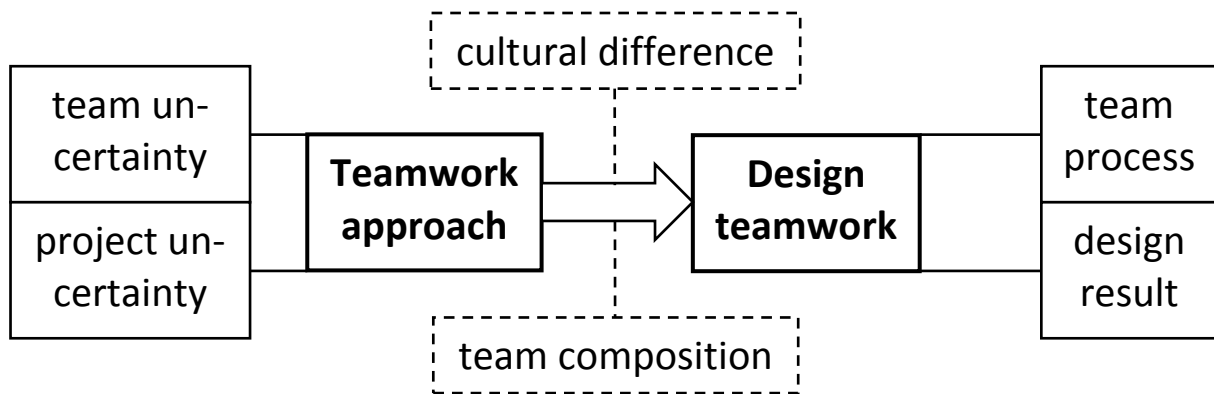 cultural difference
team un-
certainty
project un-
certainty
Teamwork
approach
Design
teamwork
team
process
design
result
team composition